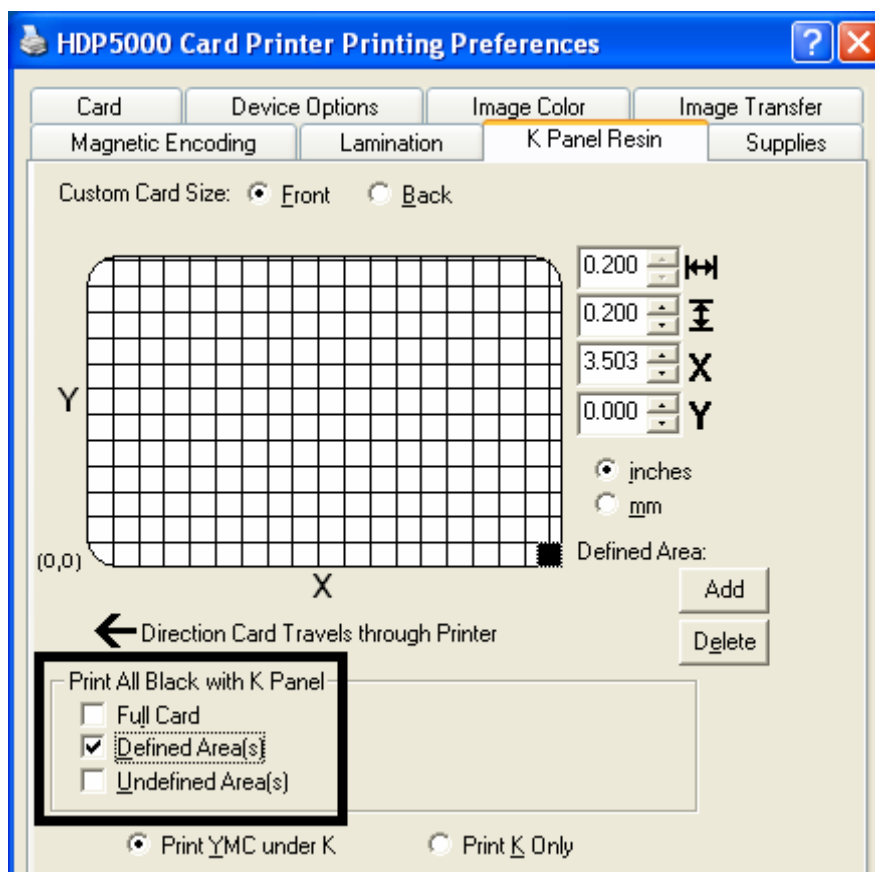 HDP5000 Card Printer Printing Preferences
Card Device Options Image Color Image Transfer
Magnetic Encoding Lamination K Panel Resin Supplies
Custom Card Size: Front Back
0.200
0.200
3.503 X
0.000 Y
Y
inches
mm
(0,0)
X
Defined Area:
Add
Direction Card Travels through Printer
Delete
Print All Black with K Panel
Full Card
Defined Area(s)
Undefined Area(s)
Print YMC under K Print K Only